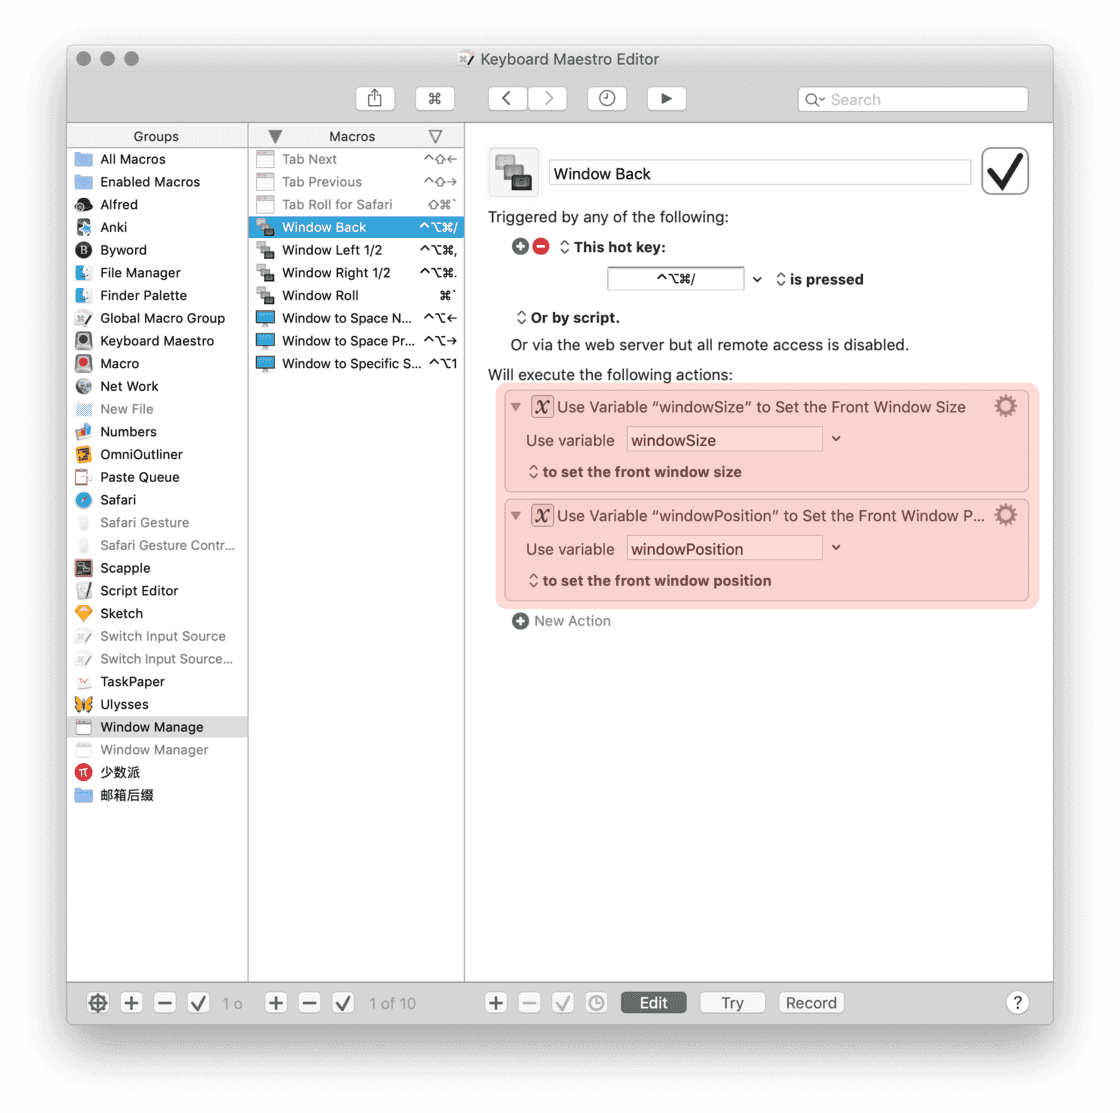 Keyboard Maestro Editor
Search
Groups
All Macros
Enabled Macros
Alfred
Anki
Byword
File Manager
Finder Palette
Global Macro Group
Keyboard Maestro
Macro
Net Work
New File
Numbers
OmniOutliner
Paste Queue
Safari
Safari Gesture
Safari Gesture Contr...
Scapple
Script Editor
Sketch
Switch Input Source
Switch Input Source...
TaskPaper
Ulysses
Window Manage
Window Manager
少数派
邮箱后缀
1 o
Macros
Tab Next ^⇧←
Tab Previous ^⇧→
Tab Roll for Safari ⇧⌘`
Window Back ^⌥⌘/
Window Left 1/2 ^⌥⌘,
Window Right 1/2 ^⌥⌘.
Window Roll ⌘`
Window to Space N... ^⌥←
Window to Space Pr... ^⌥→
Window to Specific S... ^⌥1
1 of 10
Window Back
Triggered by any of the following:
This hot key:
^⌥⌘/ is pressed
Or by script.
Or via the web server but all remote access is disabled.
Will execute the following actions:
Use Variable “windowSize” to Set the Front Window Size
Use variable windowSize
to set the front window size
Use Variable “windowPosition” to Set the Front Window P...
Use variable windowPosition
to set the front window position
New Action
Edit Try Record ?